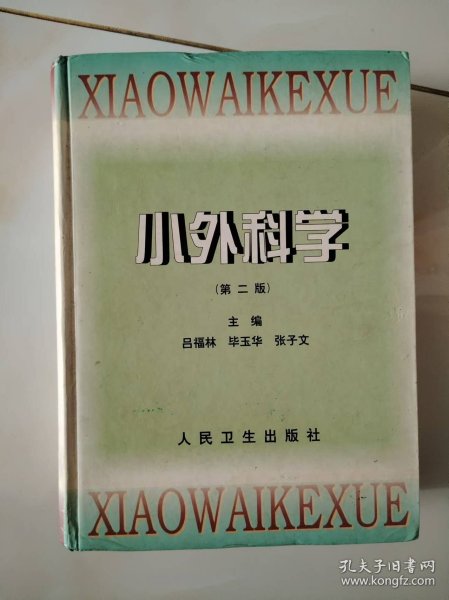 XIAOWAIKEXUE
小外科学
(第二版)
主编
吕福林 毕玉华 张子文
人民卫生出版社
XIAOWAIKEXUE
孔夫子旧书网
www.kongfz.com